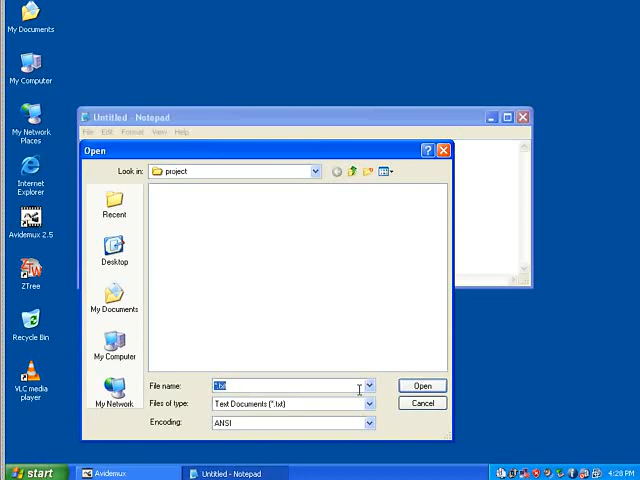 My Documents
My Computer
My Network
Places
Internet
Explorer
Avidemux 2.5
ZTree
Recycle Bin
VLC media
player
Untitled - Notepad
File Edit Format View Help
Open
Look in:
project
Recent
Desktop
My Documents
My Computer
My Network
File name:
*.txt
Open
Files of type:
Text Documents (*.txt)
Cancel
Encoding:
ANSI
start
Avidemux
Untitled - Notepad
4:28 PM